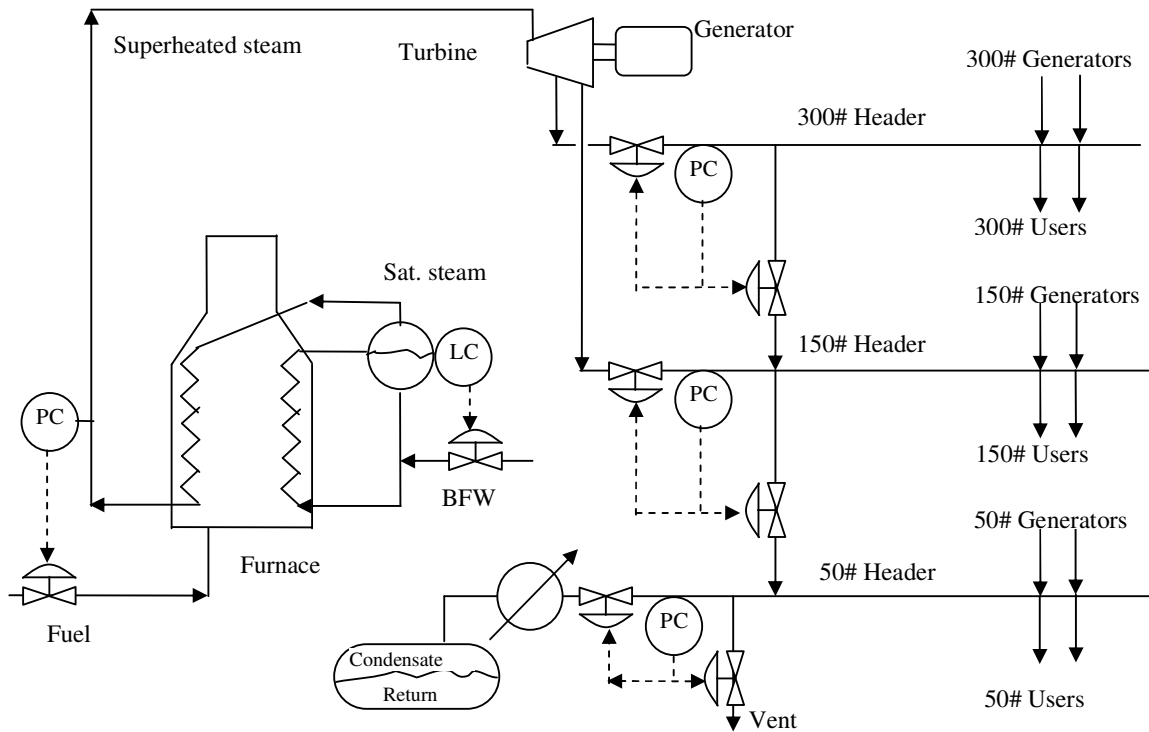 Generator
Superheated steam
Turbine
300# Generators
300# Header
PC
300# Users
Sat. steam
150# Generators
150# Header
LC
PC
PC
150# Users
BFW
50# Generators
Furnace
50# Header
Fuel
PC
Condensate
Return
50# Users
Vent